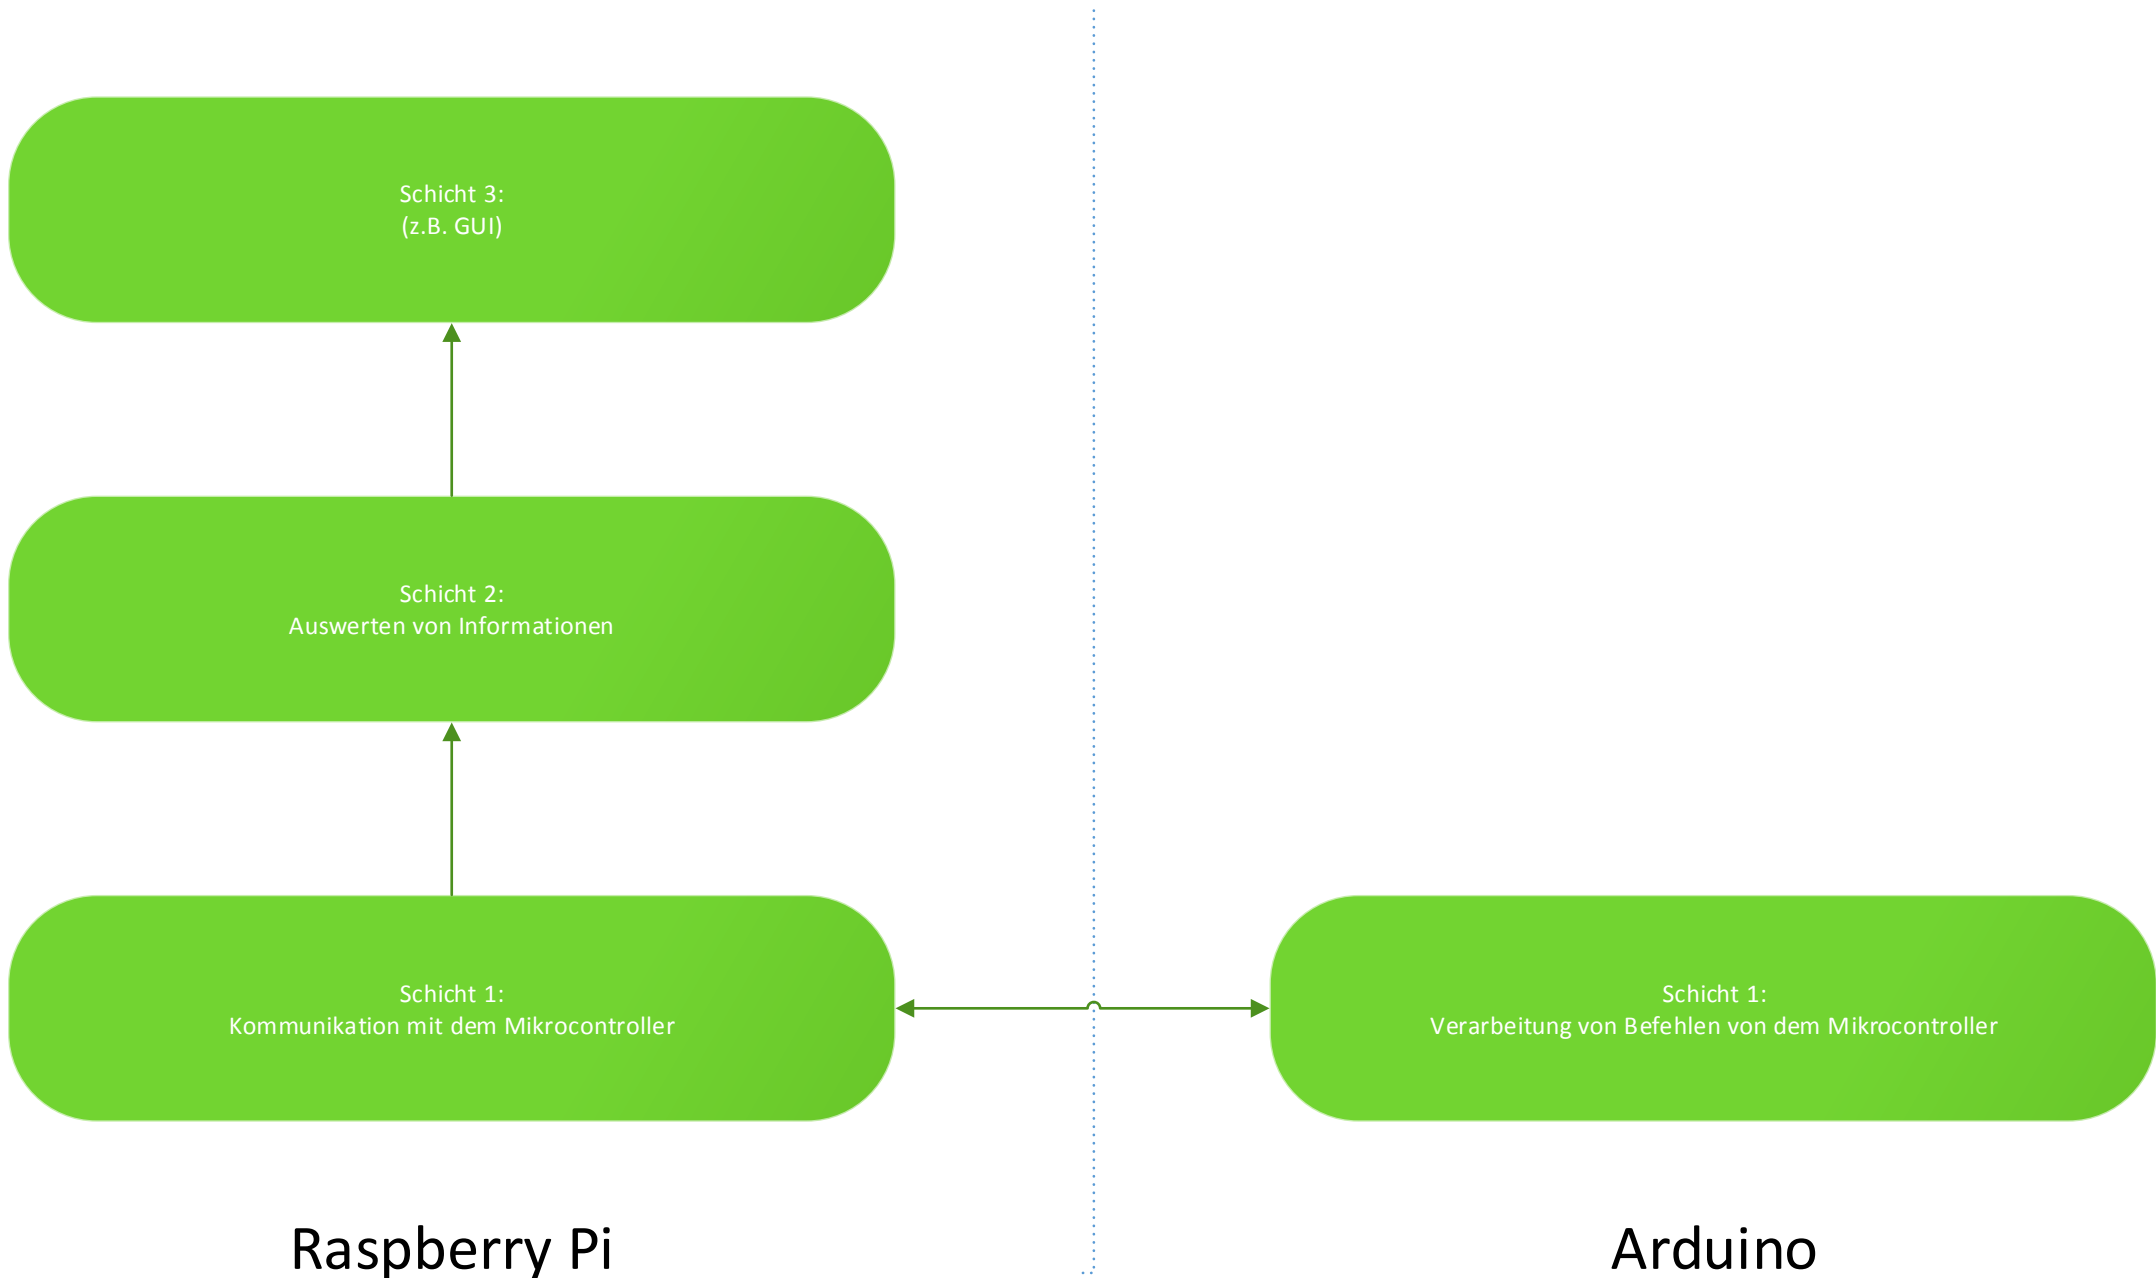 Schicht 3:
(z.B. GUI)
Schicht 2:
Auswerten von Informationen
Schicht 1:
Kommunikation mit dem Mikrocontroller
Schicht 1:
Verarbeitung von Befehlen von dem Mikrocontroller
Raspberry Pi
Arduino